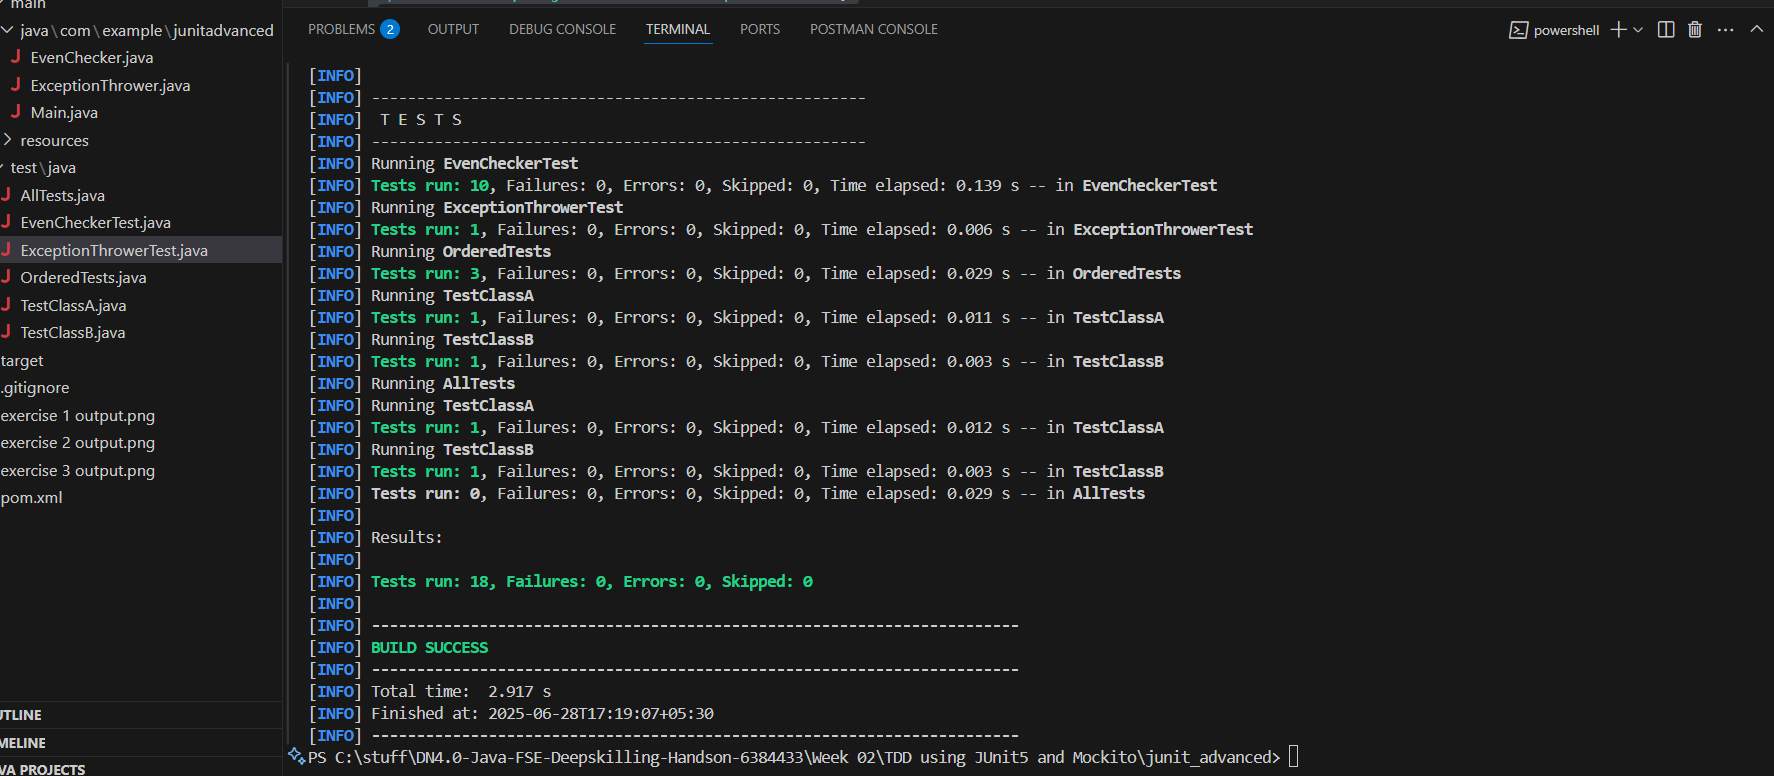 main
java\com\example\junitadvanced
J EvenChecker.java
J ExceptionThrower.java
J Main.java
resources
test\java
J AllTests.java
J EvenCheckerTest.java
J ExceptionThrowerTest.java
J OrderedTests.java
J TestClassA.java
J TestClassB.java
target
.gitignore
exercise 1 output.png
exercise 2 output.png
exercise 3 output.png
pom.xml
UTLINE
MELINE
VA PROJECTS
PROBLEMS 2 OUTPUT DEBUG CONSOLE TERMINAL PORTS POSTMAN CONSOLE
powershell
[INFO]
[INFO] -------------------------------------------------------
[INFO]  T E S T S
[INFO] -------------------------------------------------------
[INFO] Running EvenCheckerTest
[INFO] Tests run: 10, Failures: 0, Errors: 0, Skipped: 0, Time elapsed: 0.139 s -- in EvenCheckerTest
[INFO] Running ExceptionThrowerTest
[INFO] Tests run: 1, Failures: 0, Errors: 0, Skipped: 0, Time elapsed: 0.006 s -- in ExceptionThrowerTest
[INFO] Running OrderedTests
[INFO] Tests run: 3, Failures: 0, Errors: 0, Skipped: 0, Time elapsed: 0.029 s -- in OrderedTests
[INFO] Running TestClassA
[INFO] Tests run: 1, Failures: 0, Errors: 0, Skipped: 0, Time elapsed: 0.011 s -- in TestClassA
[INFO] Running TestClassB
[INFO] Tests run: 1, Failures: 0, Errors: 0, Skipped: 0, Time elapsed: 0.003 s -- in TestClassB
[INFO] Running AllTests
[INFO] Running TestClassA
[INFO] Tests run: 1, Failures: 0, Errors: 0, Skipped: 0, Time elapsed: 0.012 s -- in TestClassA
[INFO] Running TestClassB
[INFO] Tests run: 1, Failures: 0, Errors: 0, Skipped: 0, Time elapsed: 0.003 s -- in TestClassB
[INFO] Tests run: 0, Failures: 0, Errors: 0, Skipped: 0, Time elapsed: 0.029 s -- in AllTests
[INFO]
[INFO] Results:
[INFO]
[INFO] Tests run: 18, Failures: 0, Errors: 0, Skipped: 0
[INFO]
[INFO] ------------------------------------------------------------------------
[INFO] BUILD SUCCESS
[INFO] ------------------------------------------------------------------------
[INFO] Total time:  2.917 s
[INFO] Finished at: 2025-06-28T17:19:07+05:30
[INFO] ------------------------------------------------------------------------
PS C:\stuff\DN4.0-Java-FSE-Deepskilling-Handson-6384433\Week 02\TDD using JUnit5 and Mockito\junit_advanced>